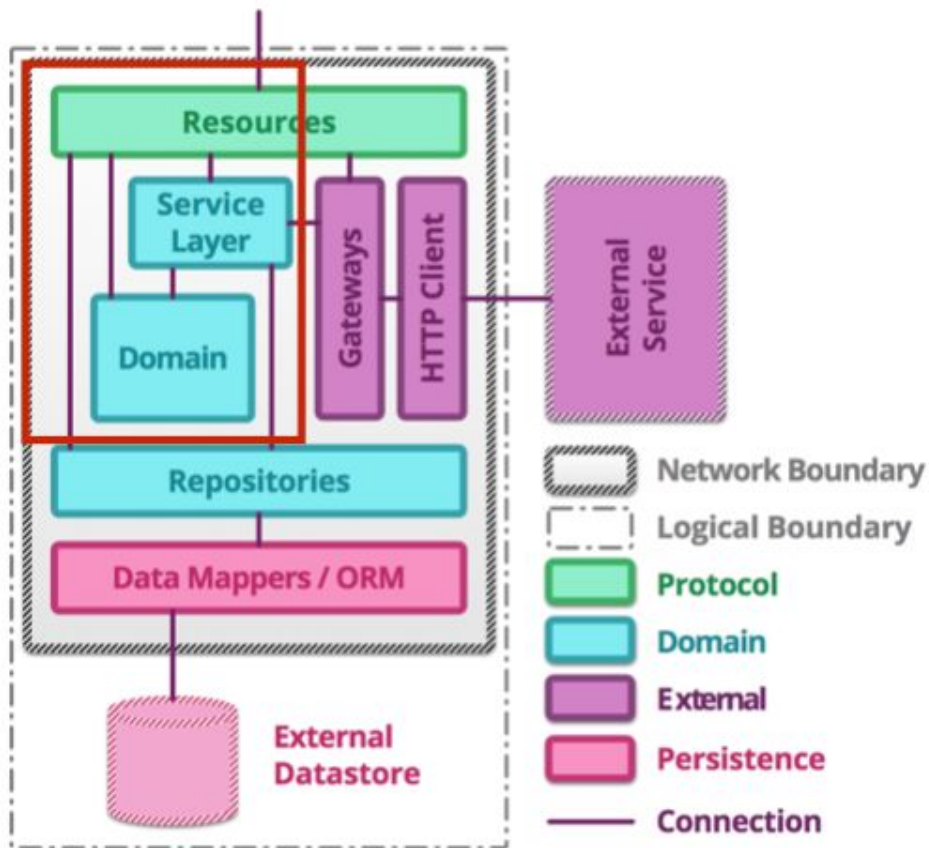 Resources
Service
Layer
Gateways
HTTP Client
Domain
External
Service
Repositories
Data Mappers / ORM
External
Datastore
Network Boundary
Logical Boundary
Protocol
Domain
External
Persistence
Connection